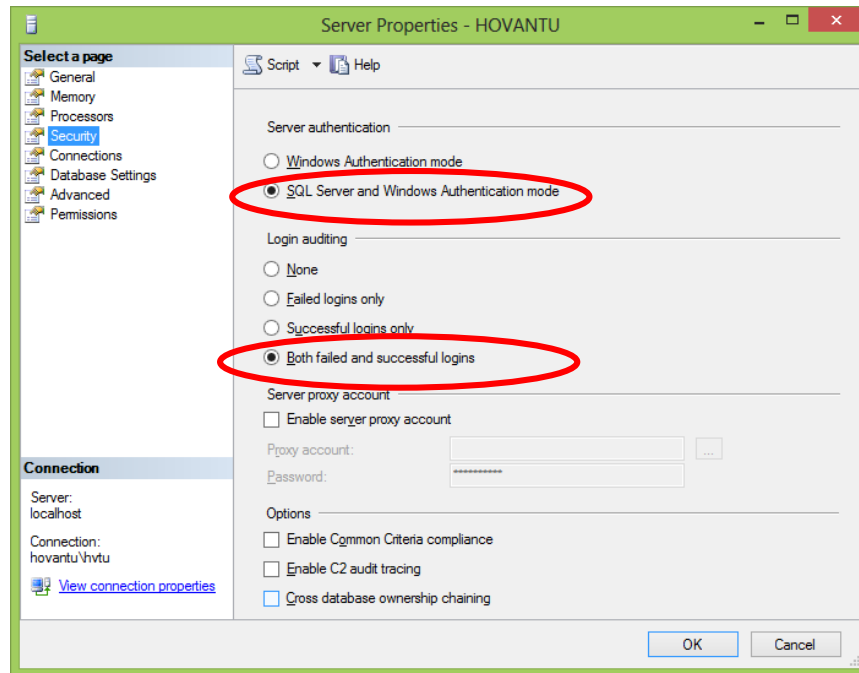 Server Properties - HOVANTU
Select a page
General
Memory
Processors
Security
Connections
Database Settings
Advanced
Permissions
Script Help
Server authentication
Windows Authentication mode
SQL Server and Windows Authentication mode
Login auditing
None
Failed logins only
Successful logins only
Both failed and successful logins
Server proxy account
Enable server proxy account
Proxy account:
...
Password:
**********
Options
Enable Common Criteria compliance
Enable C2 audit tracing
Cross database ownership chaining
Connection
Server:
localhost
Connection:
hovantu\hvtu
View connection properties
OK Cancel